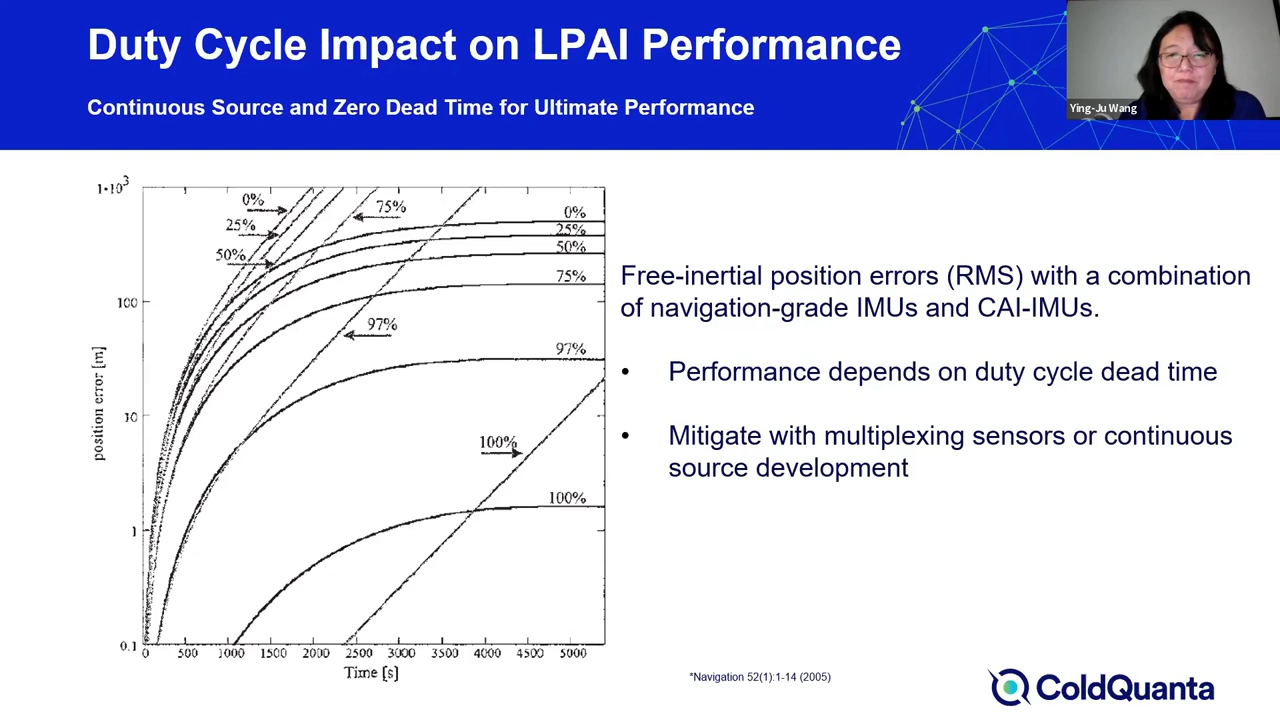 Duty Cycle Impact on LPAI Performance
Continuous Source and Zero Dead Time for Ultimate Performance
Ying-Ju Wang
1•10³
100
10
1
0.1
position error [m]
0%
25%
50%
75%
97%
100%
0%
25%
50%
75%
97%
100%
0
500
1000
1500
2000
2500
3000
3500
4000
4500
5000
Time [s]
Free-inertial position errors (RMS) with a combination
of navigation-grade IMUs and CAI-IMUs.
• Performance depends on duty cycle dead time
• Mitigate with multiplexing sensors or continuous
source development
*Navigation 52(1):1-14 (2005)
ColdQuanta